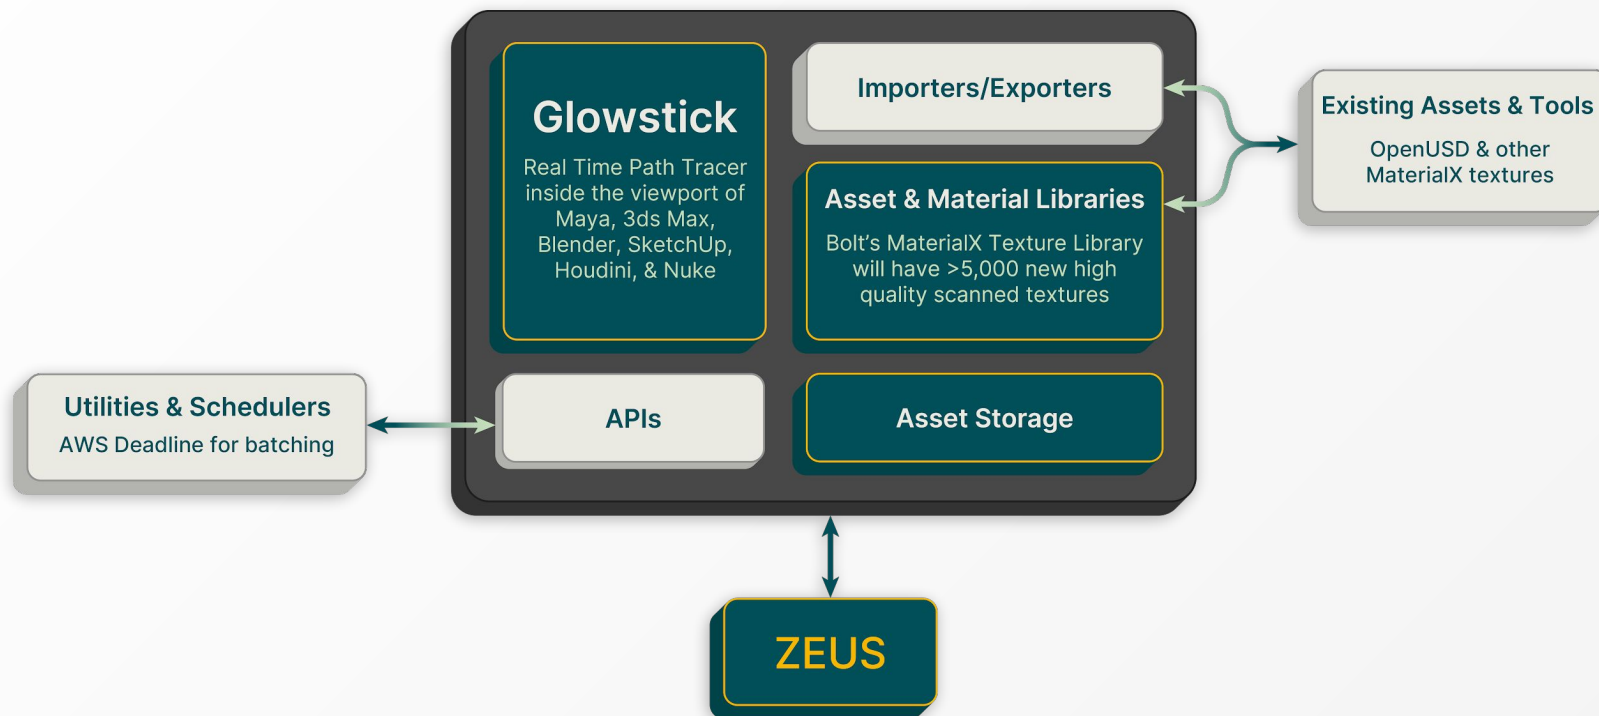 Glowstick
Real Time Path Tracer
inside the viewport of
Maya, 3ds Max,
Blender, SketchUp,
Houdini, & Nuke
Importers/Exporters
Asset & Material Libraries
Bolt’s MaterialX Texture Library
will have >5,000 new high
quality scanned textures
Existing Assets & Tools
OpenUSD & other
MaterialX textures
Utilities & Schedulers
AWS Deadline for batching
APIs
Asset Storage
ZEUS